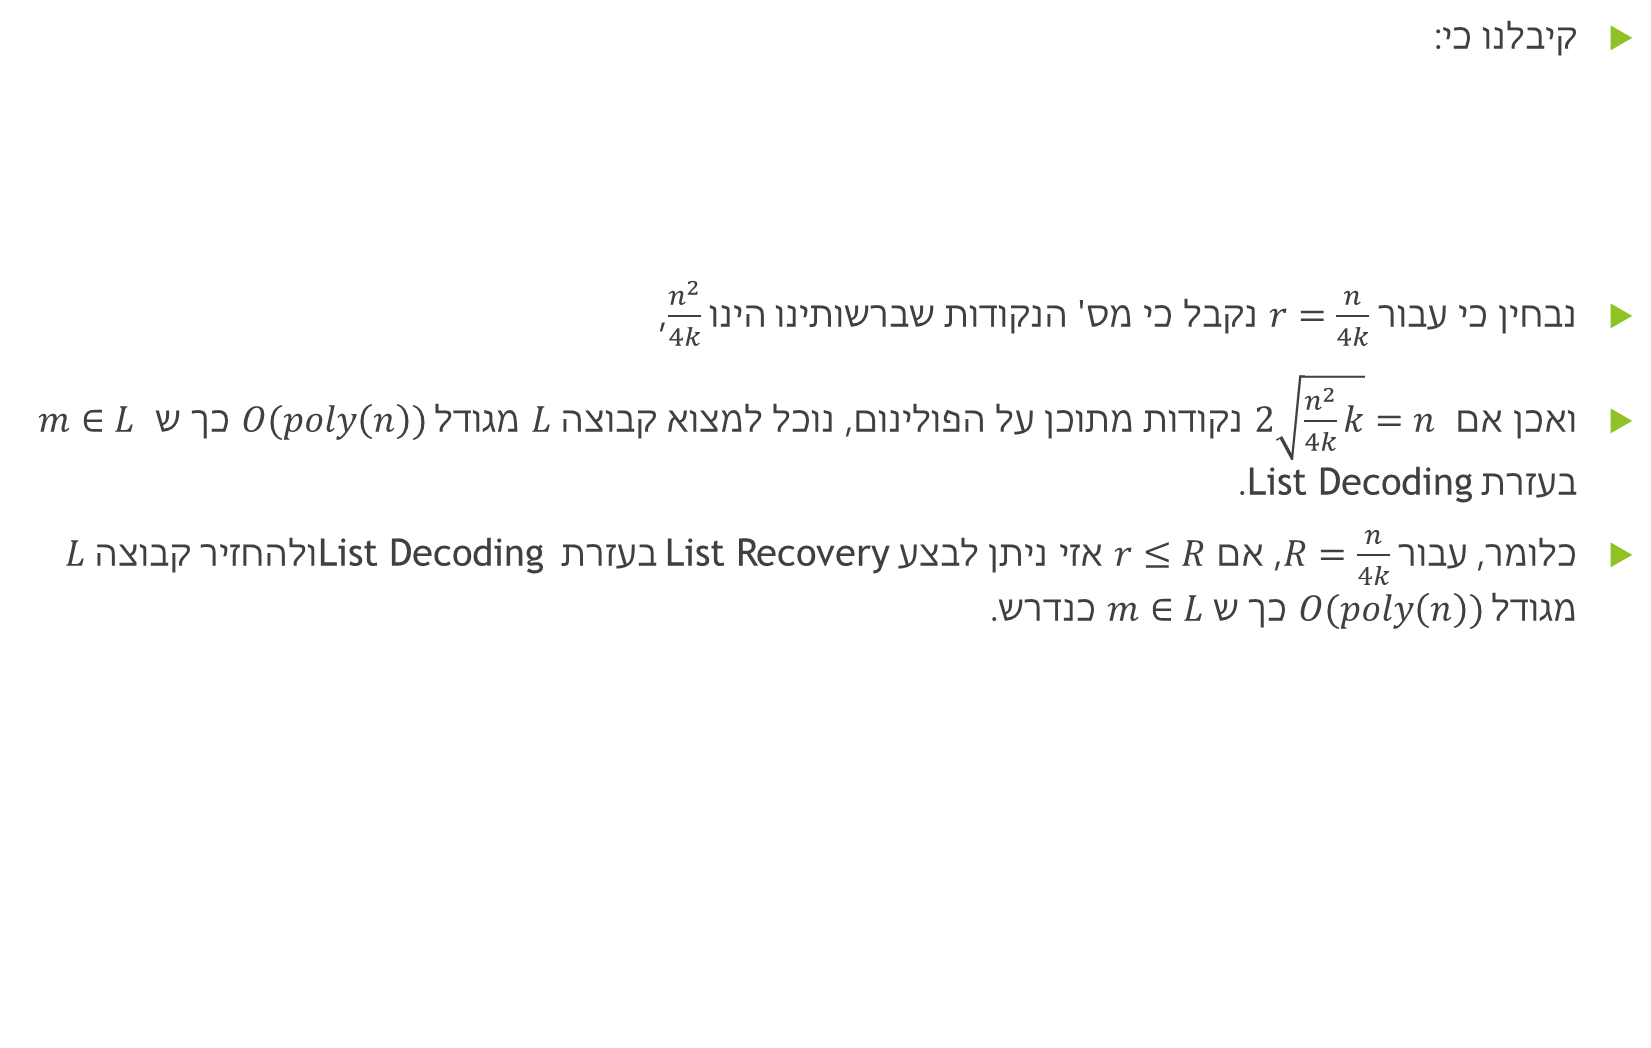 קיבלנו כי:
נבחין כי עבור $r = \frac{n}{4k}$ נקבל כי מס' הנקודות שברשותינו הינו $\frac{n^2}{4k}$,
ואכן אם $2\sqrt{\frac{n^2}{4k}k} = n$ נקודות מתוכן על הפולינום, נוכל למצוא קבוצה $L$ מגודל $O(poly(n))$ כך ש $m \in L$
בעזרת List Decoding.
כלומר, עבור $R = \frac{n}{4k}$, אם $r \leq R$ אזי ניתן לבצע List Recovery בעזרת List Decodingולהחזיר קבוצה $L$
מגודל $O(poly(n))$ כך ש $m \in L$ כנדרש.